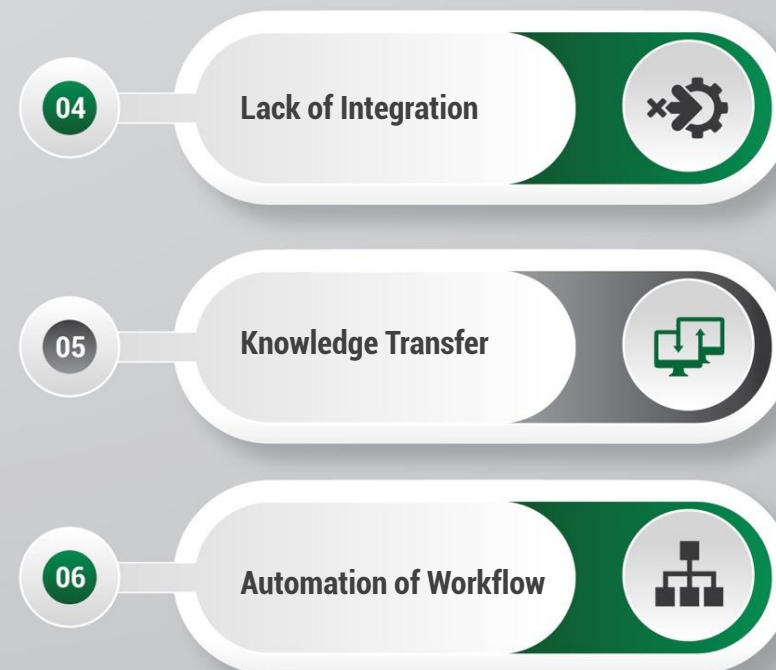 04
Lack of Integration
05
Knowledge Transfer
06
Automation of Workflow